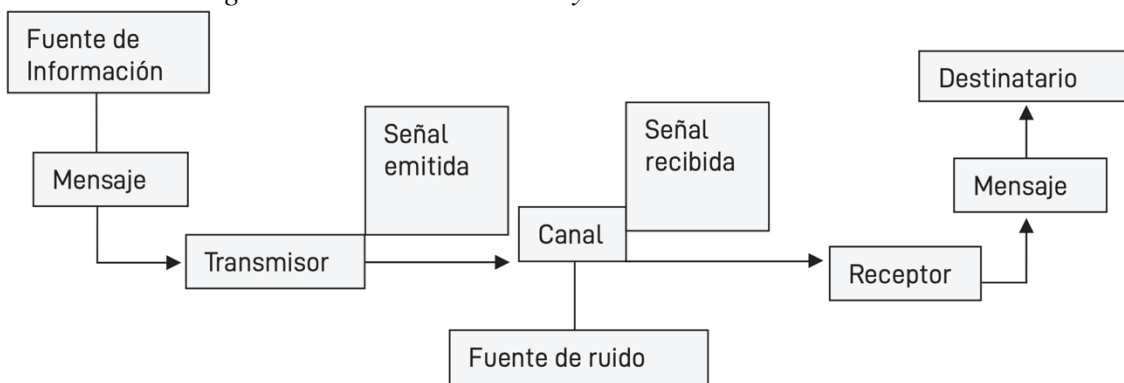 Fuente de
Información
Mensaje
Transmisor
Señal
emitida
Canal
Fuente de ruido
Señal
recibida
Receptor
Mensaje
Destinatario